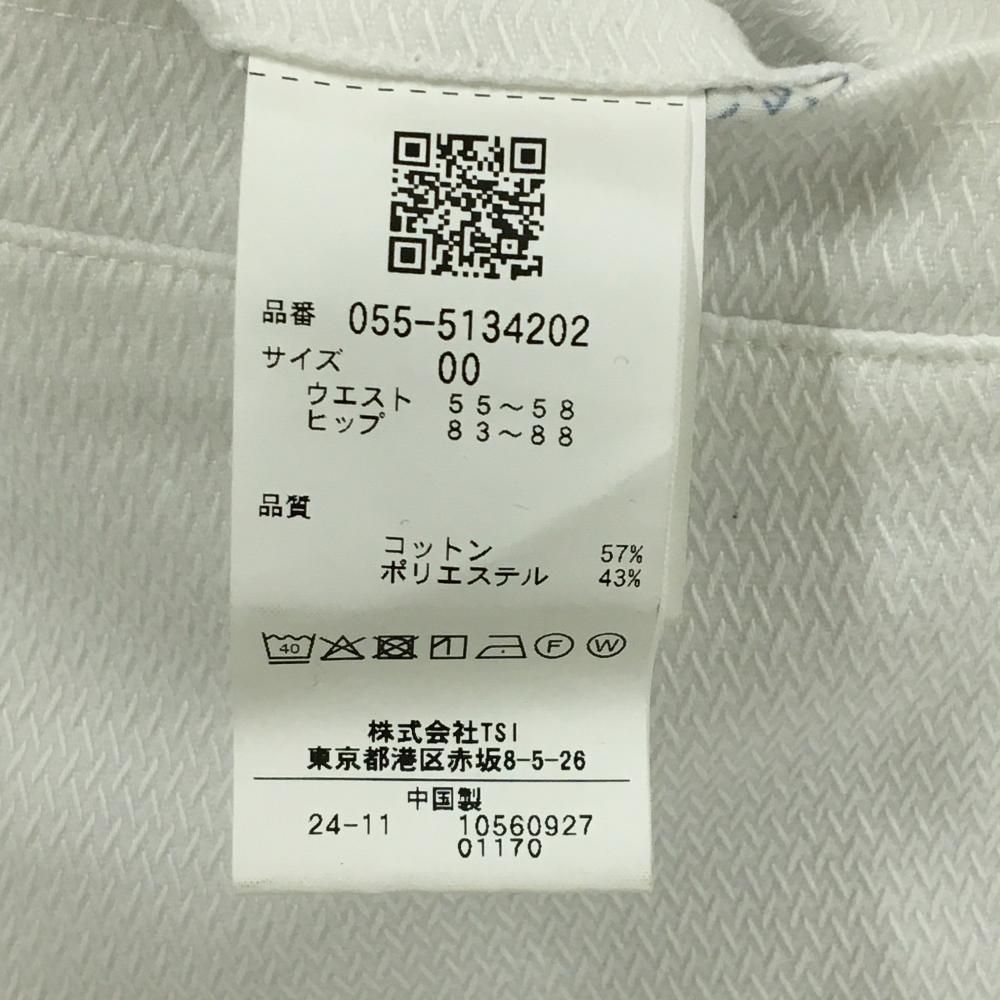 品番 055-5134202
サイズ 00
ウエスト 55〜58
ヒップ 83〜88
品質
コットン 57%
ポリエステル 43%
40 F W
株式会社TSI
東京都港区赤坂8-5-26
中国製
24-11 10560927
01170